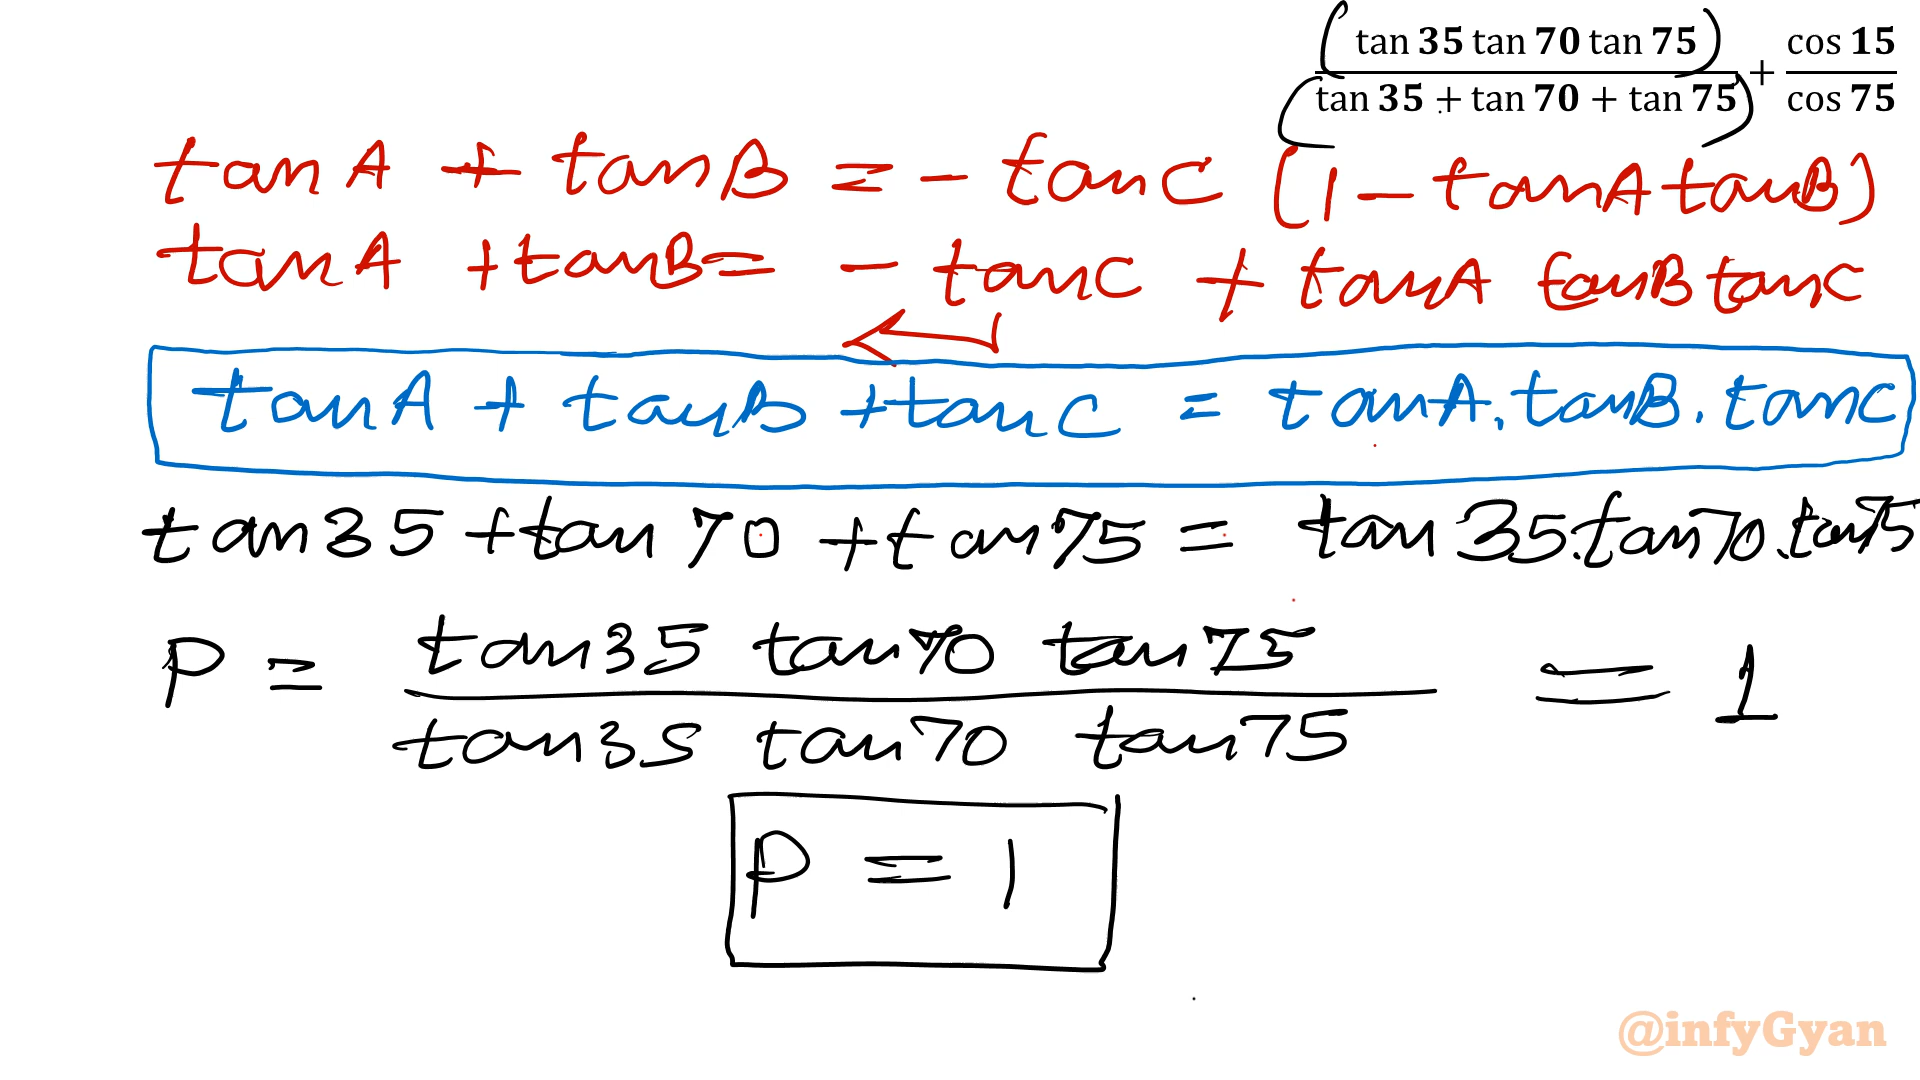 tan 35 tan 70 tan 75 / tan 35 + tan 70 + tan 75 + cos 15 / cos 75
tan A + tan B = - tan C (1 - tan A tan B)
tan A + tan B = - tan C + tan A tan B tan C
tan A + tan B + tan C = tan A . tan B . tan C
tan 35 + tan 70 + tan 75 = tan 35 . tan 70 . tan 75
P = tan 35 tan 70 tan 75 / tan 35 tan 70 tan 75 = 1
P = 1
@infyGyan